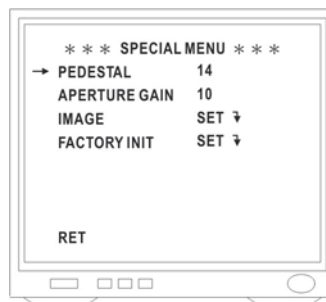 ＊＊＊ SPECIAL MENU ＊＊＊
→ PEDESTAL 14
APERTURE GAIN 10
IMAGE SET ↴
FACTORY INIT SET ↴
RET